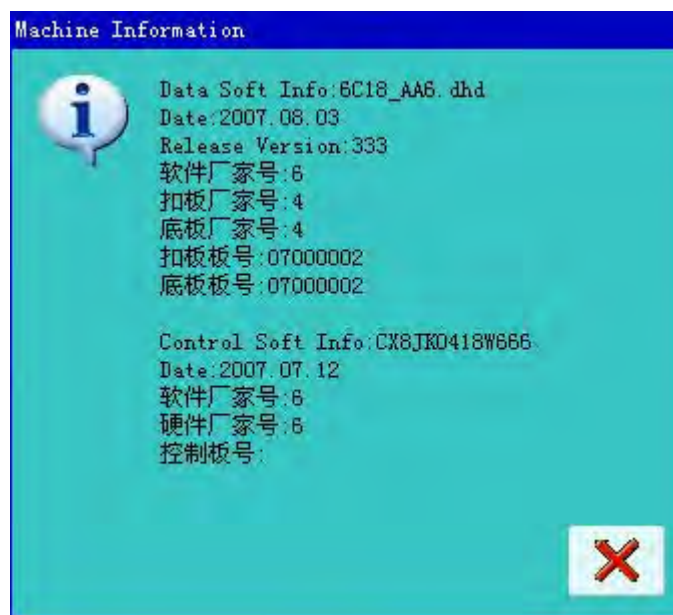 Machine Information
Data Soft Info:6C18_AA6.dhd
Date:2007.08.03
Release Version:333
软件厂家号:6
扣板厂家号:4
底板厂家号:4
扣板板号:07000002
底板板号:07000002
Control Soft Info:CX8JK0418W666
Date:2007.07.12
软件厂家号:6
硬件厂家号:6
控制板号: